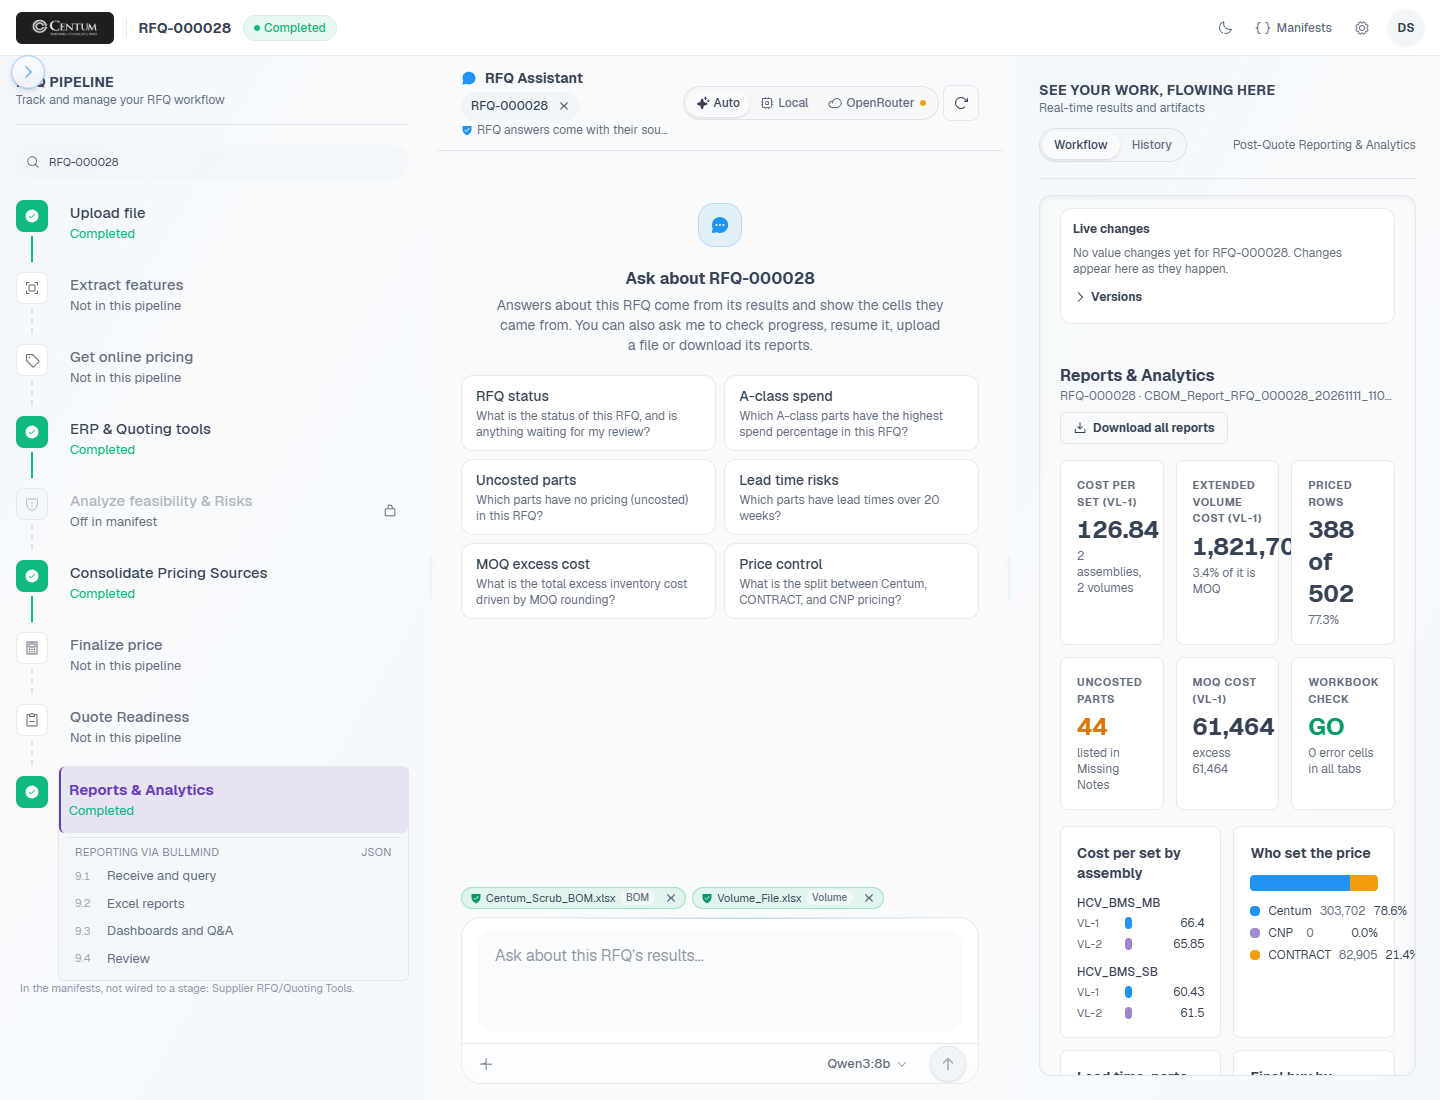 CENTUM
RFQ-000028
Completed
Manifests
DS
PIPELINE
Track and manage your RFQ workflow
RFQ-000028
Upload file
Completed
Extract features
Not in this pipeline
Get online pricing
Not in this pipeline
ERP & Quoting tools
Completed
Analyze feasibility & Risks
Off in manifest
Consolidate Pricing Sources
Completed
Finalize price
Not in this pipeline
Quote Readiness
Not in this pipeline
Reports & Analytics
Completed
REPORTING VIA BULLMIND JSON
9.1 Receive and query
9.2 Excel reports
9.3 Dashboards and Q&A
9.4 Review
In the manifests, not wired to a stage: Supplier RFQ/Quoting Tools.
RFQ Assistant
RFQ-000028
Auto Local OpenRouter
RFQ answers come with their sou...
Ask about RFQ-000028
Answers about this RFQ come from its results and show the cells they
came from. You can also ask me to check progress, resume it, upload
a file or download its reports.
RFQ status
What is the status of this RFQ, and is
anything waiting for my review?
A-class spend
Which A-class parts have the highest
spend percentage in this RFQ?
Uncosted parts
Which parts have no pricing (uncosted)
in this RFQ?
Lead time risks
Which parts have lead times over 20
weeks?
MOQ excess cost
What is the total excess inventory cost
driven by MOQ rounding?
Price control
What is the split between Centum,
CONTRACT, and CNP pricing?
Centum_Scrub_BOM.xlsx BOM
Volume_File.xlsx Volume
Ask about this RFQ's results...
Qwen3:8b
SEE YOUR WORK, FLOWING HERE
Real-time results and artifacts
Workflow History
Post-Quote Reporting & Analytics
Live changes
No value changes yet for RFQ-000028. Changes
appear here as they happen.
Versions
Reports & Analytics
RFQ-000028 · CBOM_Report_RFQ_000028_20261111_110...
Download all reports
COST PER
SET (VL-1)
126.84
2
assemblies,
2 volumes
EXTENDED
VOLUME
COST (VL-1)
1,821,70
3.4% of it is
MOQ
PRICED
ROWS
388
of
502
77.3%
UNCOSTED
PARTS
44
listed in
Missing
Notes
MOQ COST
(VL-1)
61,464
excess
61,464
WORKBOOK
CHECK
GO
0 error cells
in all tabs
Cost per set by
assembly
HCV_BMS_MB
VL-1 66.4
VL-2 65.85
HCV_BMS_SB
VL-1 60.43
VL-2 61.5
Who set the price
Centum 303,702 78.6%
CNP 0 0.0%
CONTRACT 82,905 21.4%